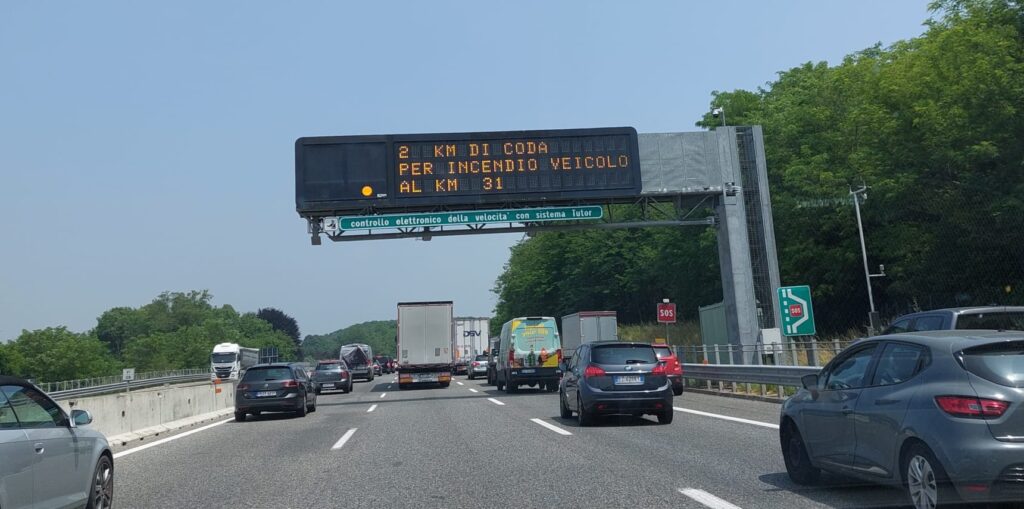 2 KM DI CODA
PER INCENDIO VEICOLO
AL KM 31
controllo elettronico della velocità con sistema Tutor
SOS
SOS
DSV